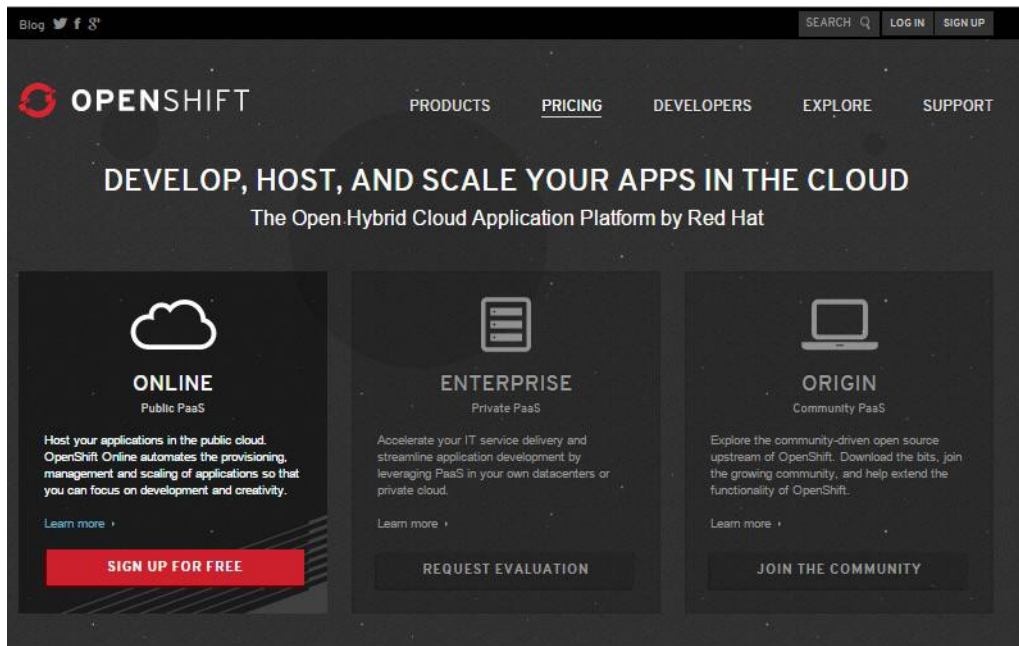 Blog
SEARCH LOG IN SIGN UP
OPENSHIFT
PRODUCTS PRICING DEVELOPERS EXPLORE SUPPORT
DEVELOP, HOST, AND SCALE YOUR APPS IN THE CLOUD
The Open Hybrid Cloud Application Platform by Red Hat
ONLINE
Public PaaS
Host your applications in the public cloud.
OpenShift Online automates the provisioning,
management and scaling of applications so that
you can focus on development and creativity.
Learn more
SIGN UP FOR FREE
ENTERPRISE
Private PaaS
Accelerate your IT service delivery and
streamline application development by
leveraging PaaS in your own datacenters or
private cloud.
Learn more
REQUEST EVALUATION
ORIGIN
Community PaaS
Explore the community-driven open source
upstream of OpenShift. Download the bits, join
the growing community, and help extend the
functionality of OpenShift.
Learn more
JOIN THE COMMUNITY